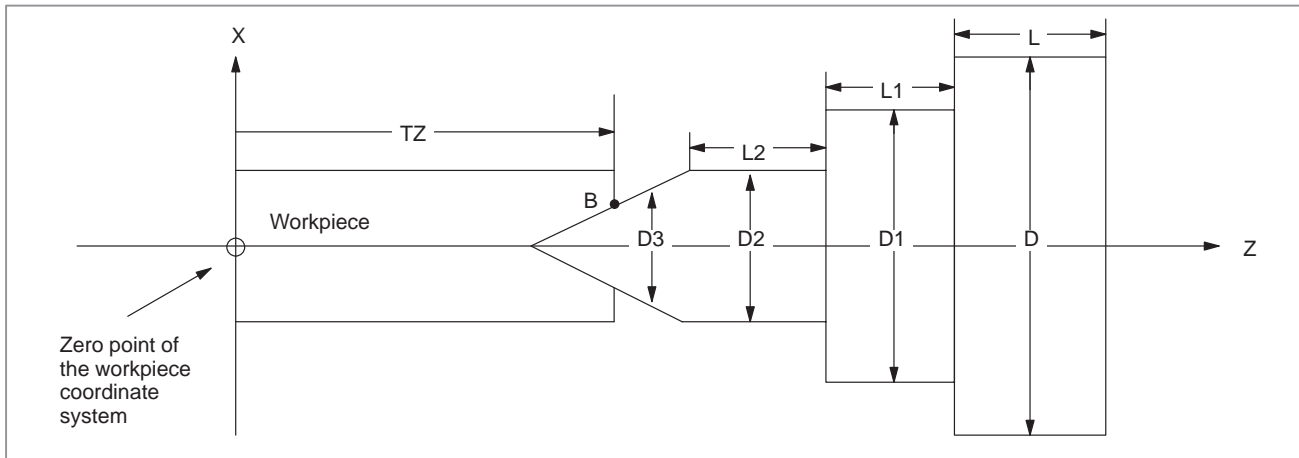 X
L
L1
TZ
L2
B
Workpiece
D3
D2
D1
D
Z
Zero point of
the workpiece
coordinate
system